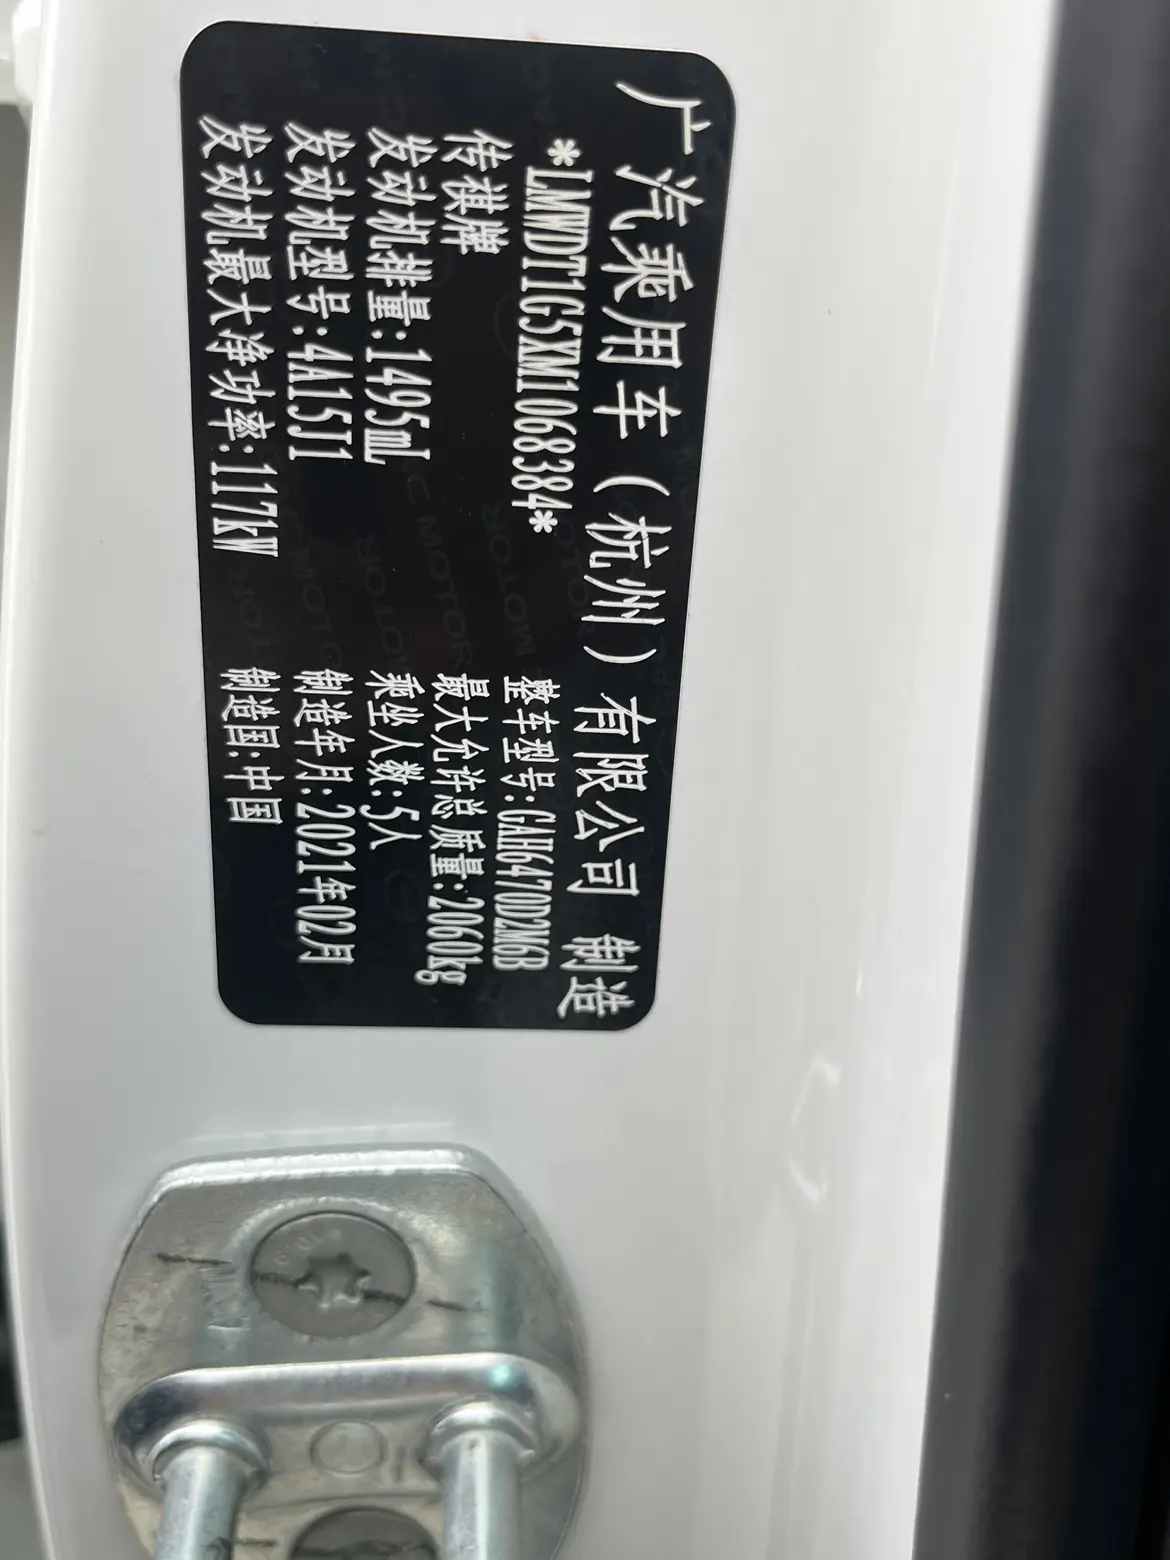 广汽乘用车（杭州）有限公司 制造
*LMWDT1G5XM1068384*
传祺牌
整车型号:GAH6470D2M6B
发动机排量:1495mL
最大允许总质量:2060kg
发动机型号:4A15J1
乘坐人数:5人
发动机最大净功率:117kW
制造年月:2021年02月
制造国:中国